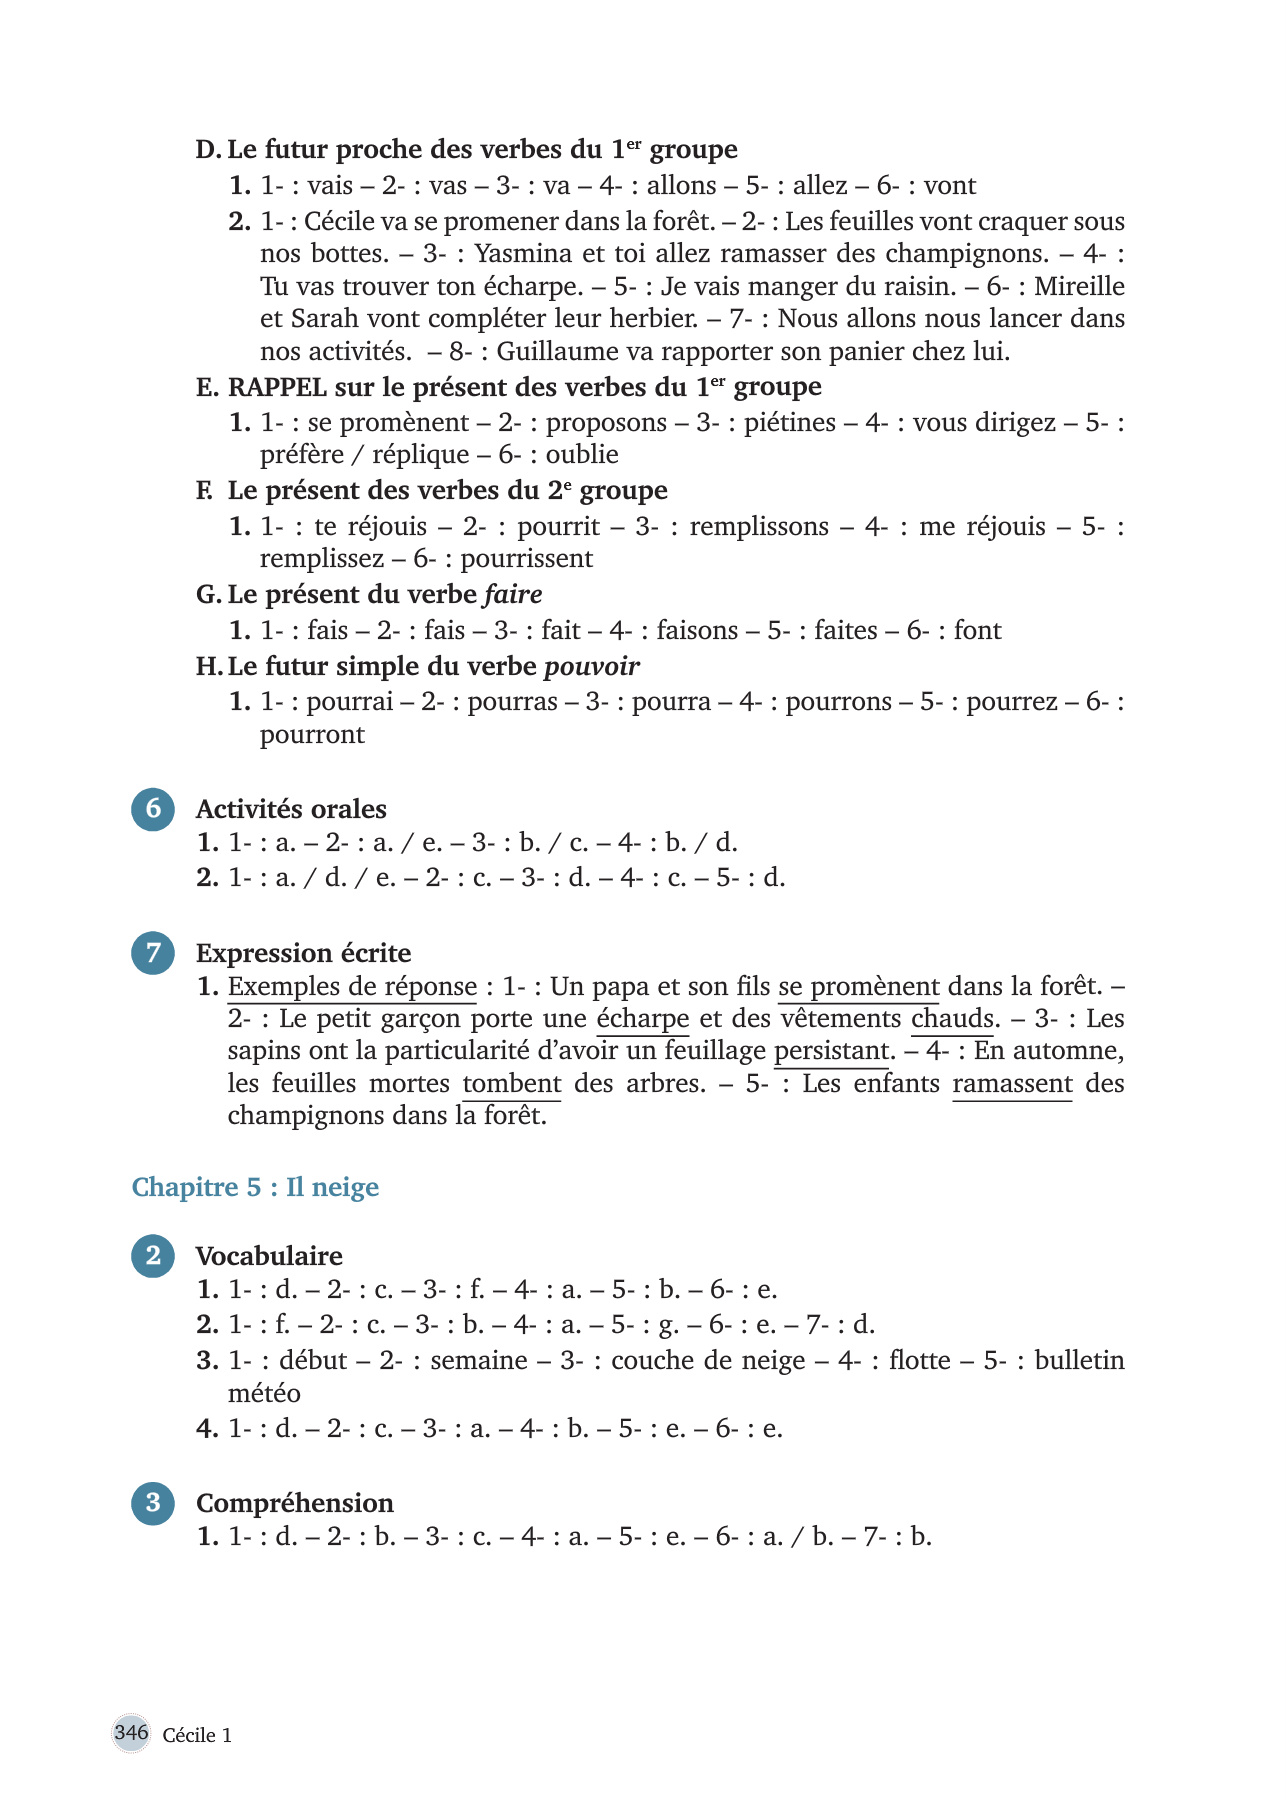 D. Le futur proche des verbes du 1er groupe
1. 1- : vais – 2- : vas – 3- : va – 4- : allons – 5- : allez – 6- : vont
2. 1- : Cécile va se promener dans la forêt. – 2- : Les feuilles vont craquer sous
nos bottes. – 3- : Yasmina et toi allez ramasser des champignons. – 4- :
Tu vas trouver ton écharpe. – 5- : Je vais manger du raisin. – 6- : Mireille
et Sarah vont compléter leur herbier. – 7- : Nous allons nous lancer dans
nos activités. – 8- : Guillaume va rapporter son panier chez lui.
E. RAPPEL sur le présent des verbes du 1er groupe
1. 1- : se promènent – 2- : proposons – 3- : piétines – 4- : vous dirigez – 5- :
préfère / réplique – 6- : oublie
F. Le présent des verbes du 2e groupe
1. 1- : te réjouis – 2- : pourrit – 3- : remplissons – 4- : me réjouis – 5- :
remplissez – 6- : pourrissent
G. Le présent du verbe faire
1. 1- : fais – 2- : fais – 3- : fait – 4- : faisons – 5- : faites – 6- : font
H. Le futur simple du verbe pouvoir
1. 1- : pourrai – 2- : pourras – 3- : pourra – 4- : pourrons – 5- : pourrez – 6- :
pourront
6 Activités orales
1. 1- : a. – 2- : a. / e. – 3- : b. / c. – 4- : b. / d.
2. 1- : a. / d. / e. – 2- : c. – 3- : d. – 4- : c. – 5- : d.
7 Expression écrite
1. Exemples de réponse : 1- : Un papa et son fils se promènent dans la forêt. –
2- : Le petit garçon porte une écharpe et des vêtements chauds. – 3- : Les
sapins ont la particularité d’avoir un feuillage persistant. – 4- : En automne,
les feuilles mortes tombent des arbres. – 5- : Les enfants ramassent des
champignons dans la forêt.
Chapitre 5 : Il neige
2 Vocabulaire
1. 1- : d. – 2- : c. – 3- : f. – 4- : a. – 5- : b. – 6- : e.
2. 1- : f. – 2- : c. – 3- : b. – 4- : a. – 5- : g. – 6- : e. – 7- : d.
3. 1- : début – 2- : semaine – 3- : couche de neige – 4- : flotte – 5- : bulletin
météo
4. 1- : d. – 2- : c. – 3- : a. – 4- : b. – 5- : e. – 6- : e.
3 Compréhension
1. 1- : d. – 2- : b. – 3- : c. – 4- : a. – 5- : e. – 6- : a. / b. – 7- : b.
346 Cécile 1